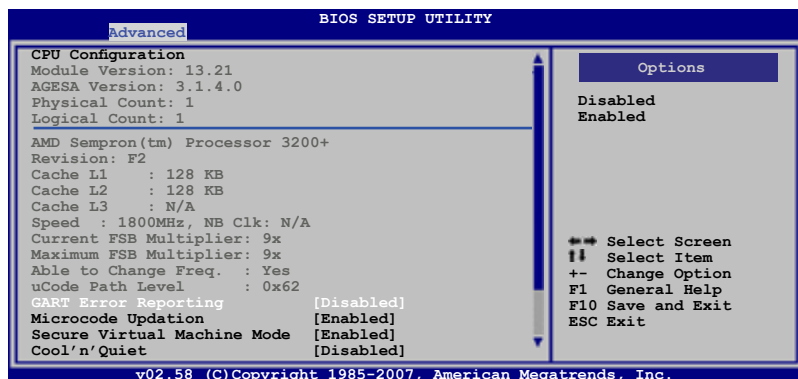 BIOS SETUP UTILITY
Advanced
CPU Configuration
Module Version: 13.21
AGESA Version: 3.1.4.0
Physical Count: 1
Logical Count: 1
AMD Sempron(tm) Processor 3200+
Revision: F2
Cache L1 : 128 KB
Cache L2 : 128 KB
Cache L3 : N/A
Speed : 1800MHz, NB Clk: N/A
Current FSB Multiplier: 9x
Maximum FSB Multiplier: 9x
Able to Change Freq. : Yes
uCode Path Level : 0x62
GART Error Reporting [Disabled]
Microcode Updation [Enabled]
Secure Virtual Machine Mode [Enabled]
Cool'n'Quiet [Disabled]
Options
Disabled
Enabled
Select Screen
Select Item
+- Change Option
F1 General Help
F10 Save and Exit
ESC Exit
v02.58 (C)Copyright 1985-2007, American Megatrends, Inc.